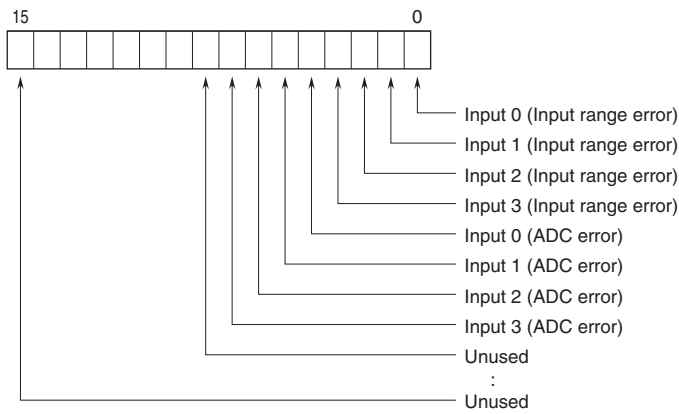 15 0
Input 0 (Input range error)
Input 1 (Input range error)
Input 2 (Input range error)
Input 3 (Input range error)
Input 0 (ADC error)
Input 1 (ADC error)
Input 2 (ADC error)
Input 3 (ADC error)
Unused
:
Unused